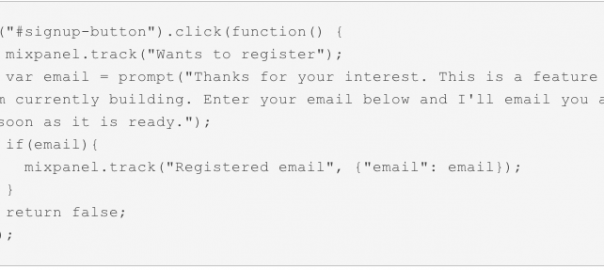 ("#signup-button").click(function() {
mixpanel.track("Wants to register");
var email = prompt("Thanks for your interest. This is a feature
currently building. Enter your email below and I'll email you
soon as it is ready.");
if(email){
mixpanel.track("Registered email", {"email": email});
}
return false;
);